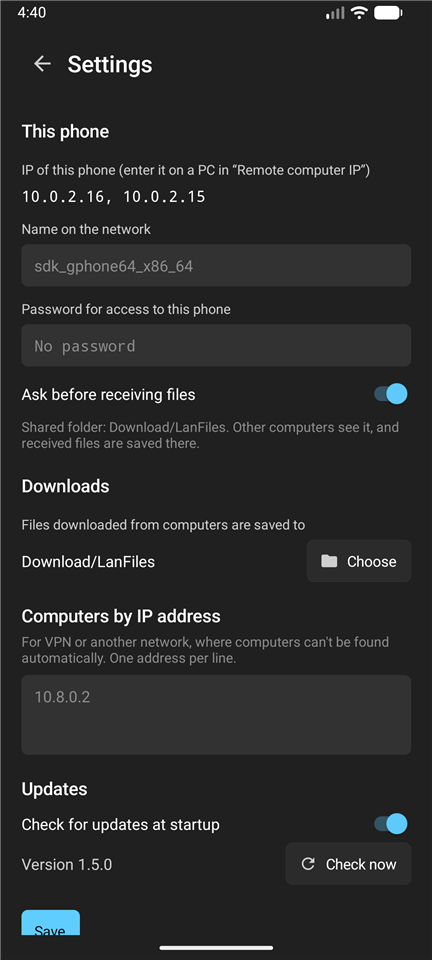 4:40
Settings
This phone
IP of this phone (enter it on a PC in “Remote computer IP”)
10.0.2.16, 10.0.2.15
Name on the network
sdk_gphone64_x86_64
Password for access to this phone
No password
Ask before receiving files
Shared folder: Download/LanFiles. Other computers see it, and
received files are saved there.
Downloads
Files downloaded from computers are saved to
Download/LanFiles
Choose
Computers by IP address
For VPN or another network, where computers can't be found
automatically. One address per line.
10.8.0.2
Updates
Check for updates at startup
Version 1.5.0
Check now
Save